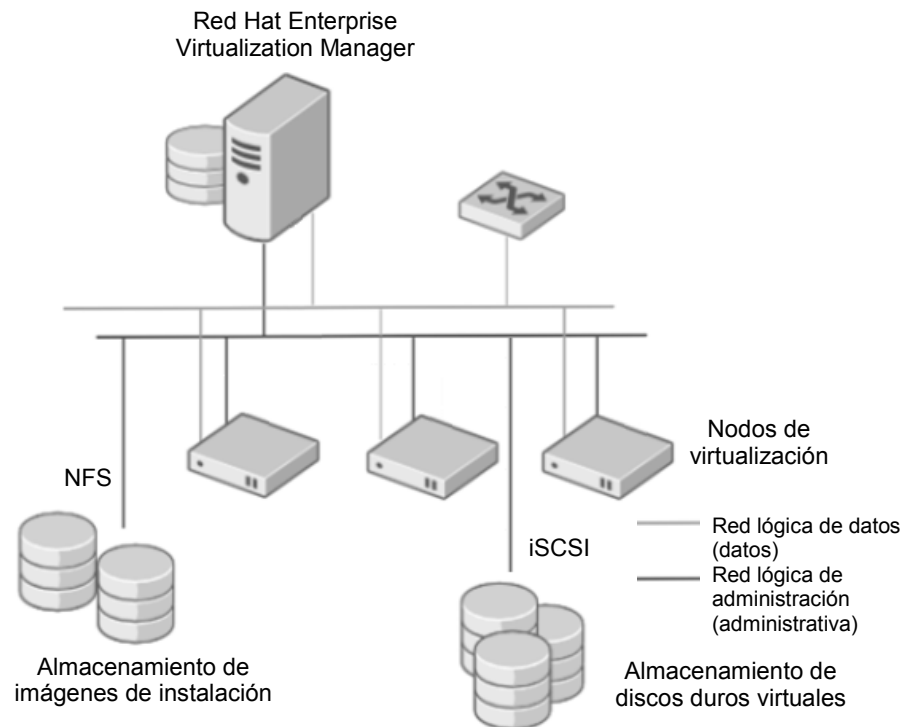 Red Hat Enterprise
Virtualization Manager
Nodos de
virtualización
NFS
iSCSI
Red lógica de datos
(datos)
Red lógica de
administración
(administrativa)
Almacenamiento de
imágenes de instalación
Almacenamiento de
discos duros virtuales